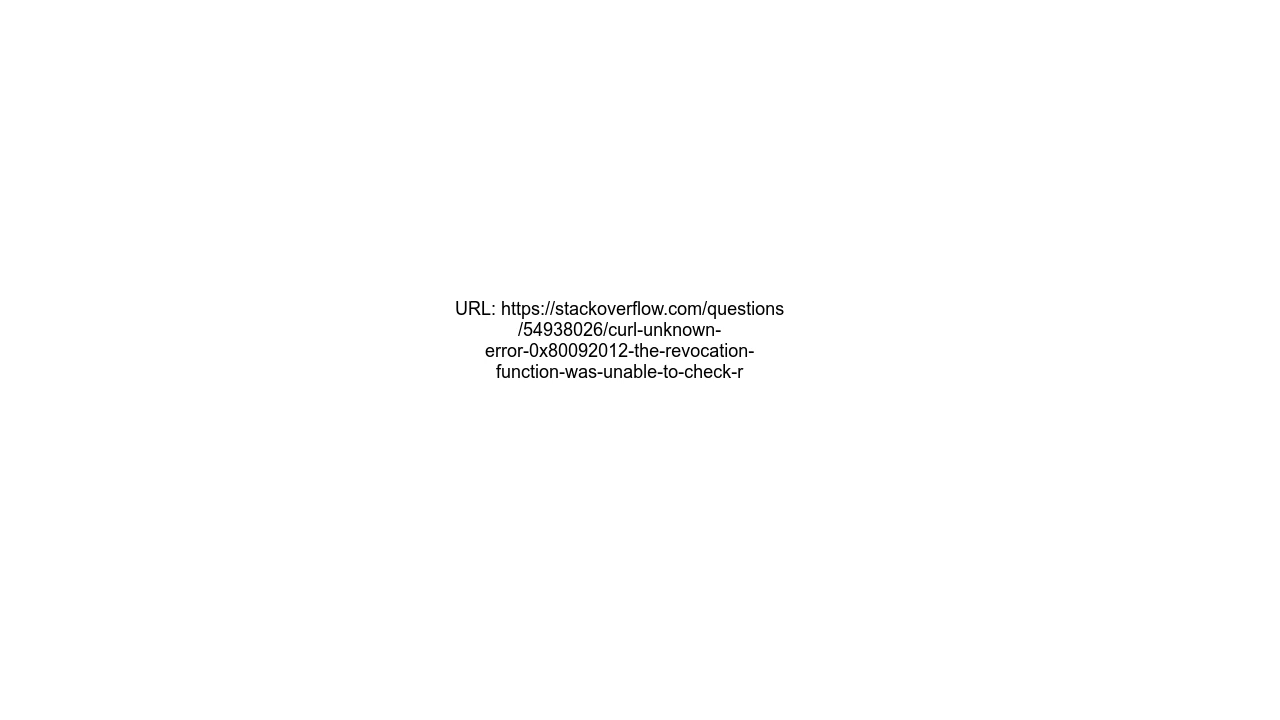 URL: https://stackoverflow.com/questions
/54938026/curl-unknown-
error-0x80092012-the-revocation-
function-was-unable-to-check-r